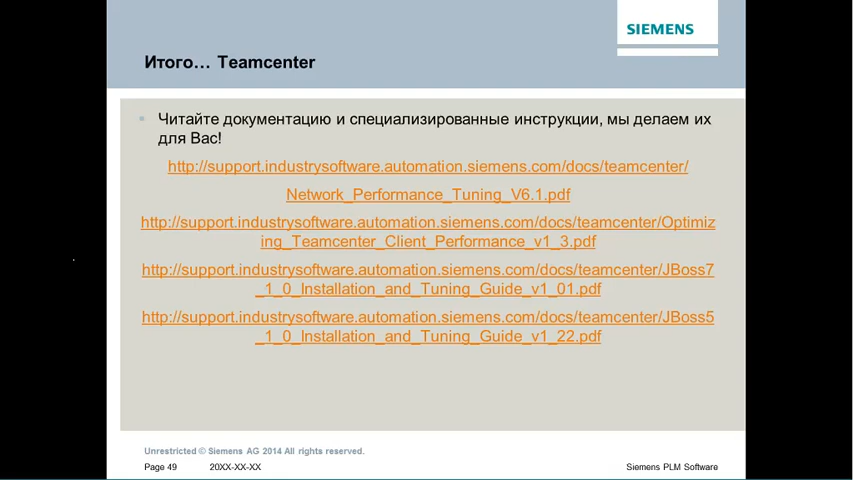 SIEMENS
Итого… Teamcenter
Читайте документацию и специализированные инструкции, мы делаем их
для Вас!
http://support.industrysoftware.automation.siemens.com/docs/teamcenter/
Network_Performance_Tuning_V6.1.pdf
http://support.industrysoftware.automation.siemens.com/docs/teamcenter/Optimiz
ing_Teamcenter_Client_Performance_v1_3.pdf
http://support.industrysoftware.automation.siemens.com/docs/teamcenter/JBoss7
_1_0_Installation_and_Tuning_Guide_v1_01.pdf
http://support.industrysoftware.automation.siemens.com/docs/teamcenter/JBoss5
_1_0_Installation_and_Tuning_Guide_v1_22.pdf
Unrestricted © Siemens AG 2014 All rights reserved.
Page 49 20XX-XX-XX Siemens PLM Software